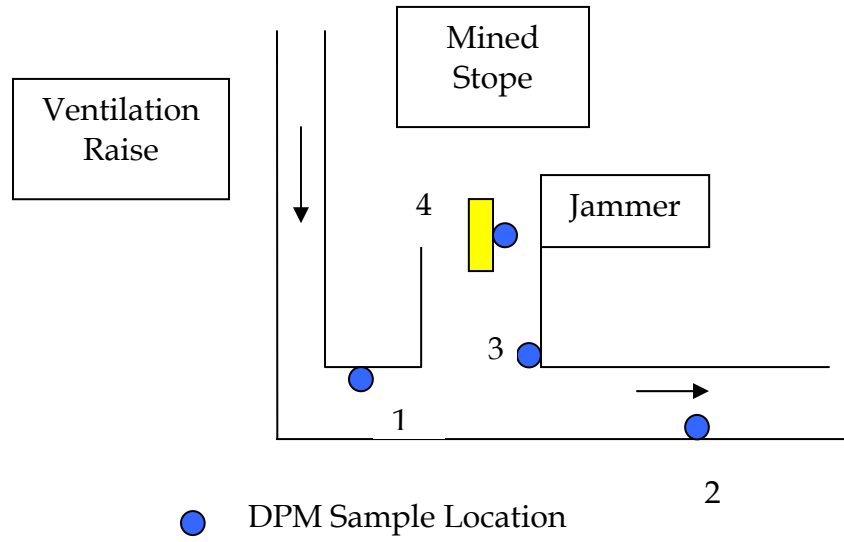 Mined
Stope
Ventilation
Raise
4
Jammer
3
1
2
DPM Sample Location